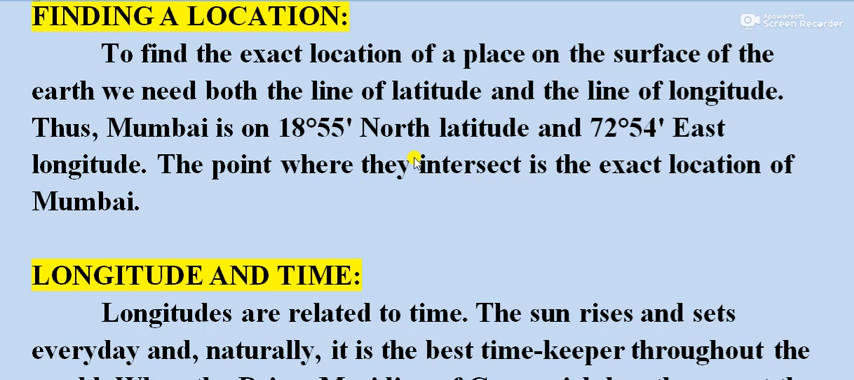 FINDING A LOCATION:
Apowersoft
Screen Recorder
To find the exact location of a place on the surface of the
earth we need both the line of latitude and the line of longitude.
Thus, Mumbai is on 18°55' North latitude and 72°54' East
longitude. The point where they intersect is the exact location of
Mumbai.
LONGITUDE AND TIME:
Longitudes are related to time. The sun rises and sets
everyday and, naturally, it is the best time-keeper throughout the